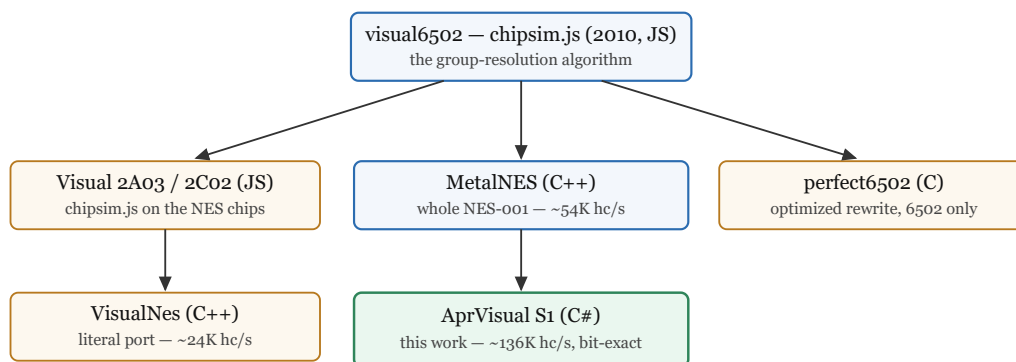 visual6502 — chipsim.js (2010, JS)
the group-resolution algorithm
Visual 2A03 / 2C02 (JS)
chipsim.js on the NES chips
MetalNES (C++)
whole NES-001 — ~54K hc/s
perfect6502 (C)
optimized rewrite, 6502 only
VisualNes (C++)
literal port — ~24K hc/s
AprVisual S1 (C#)
this work — ~136K hc/s, bit-exact